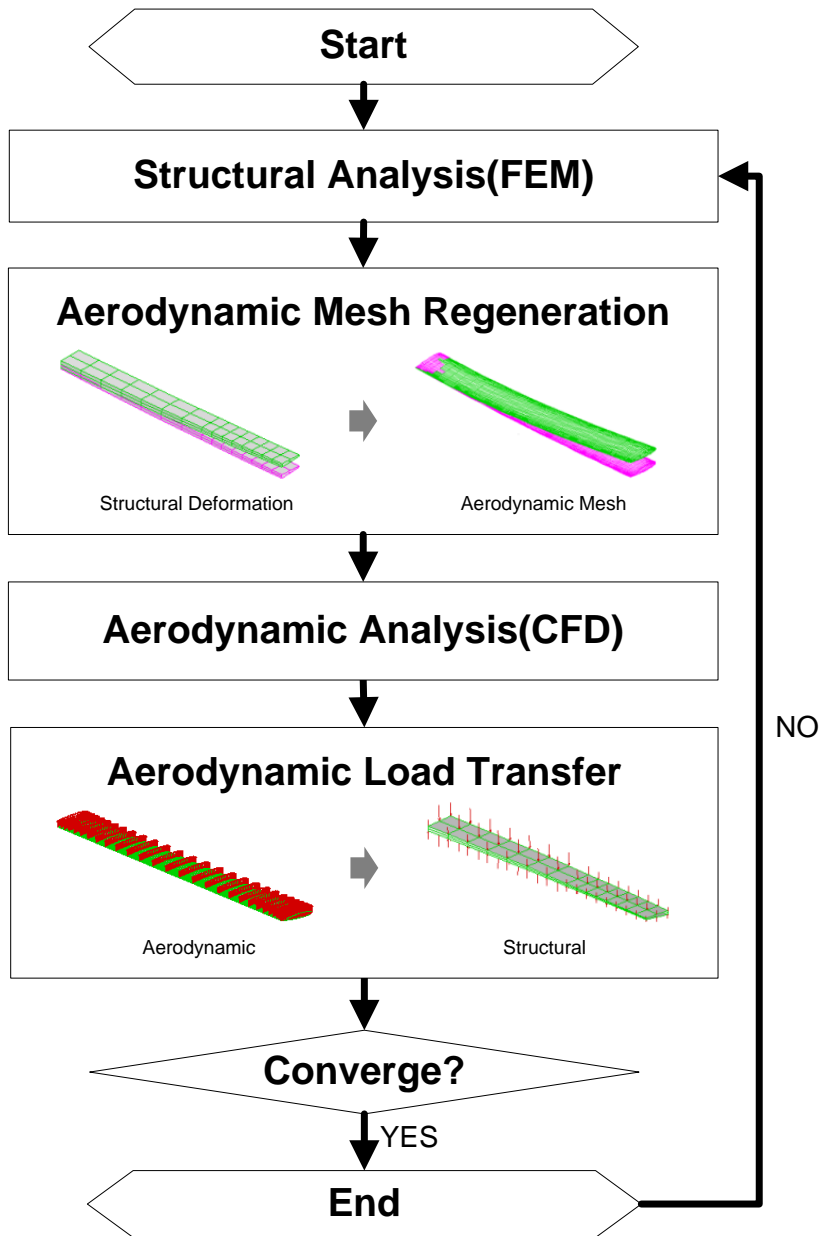 Start
Structural Analysis(FEM)
Aerodynamic Mesh Regeneration
Structural Deformation
Aerodynamic Mesh
Aerodynamic Analysis(CFD)
NO
Aerodynamic Load Transfer
Aerodynamic
Structural
Converge?
YES
End